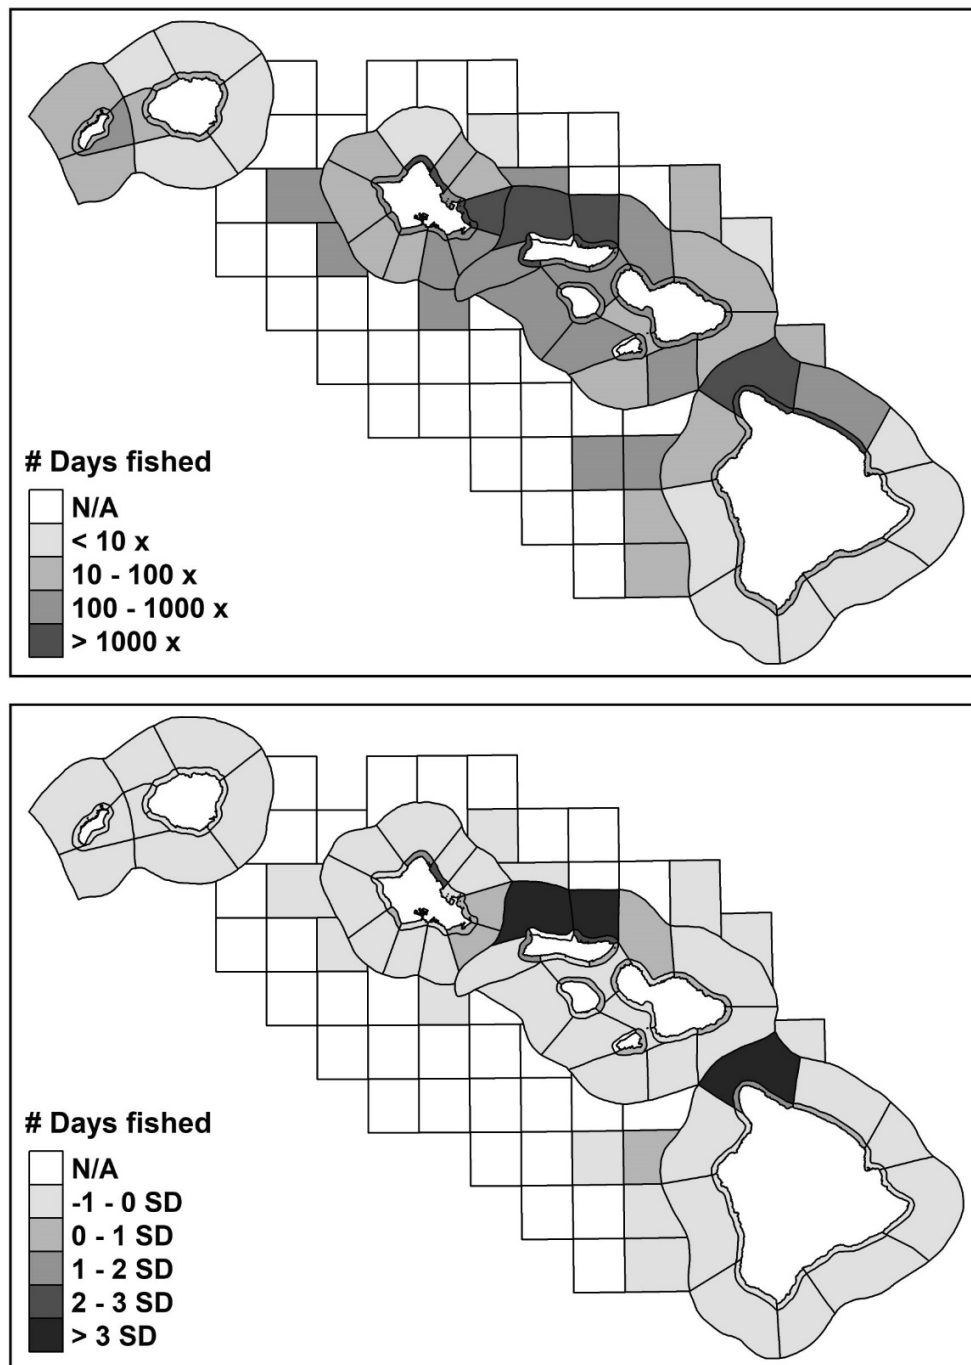 # Days fished
N/A
< 10 x
10 - 100 x
100 - 1000 x
> 1000 x
# Days fished
N/A
-1 - 0 SD
0 - 1 SD
1 - 2 SD
2 - 3 SD
> 3 SD